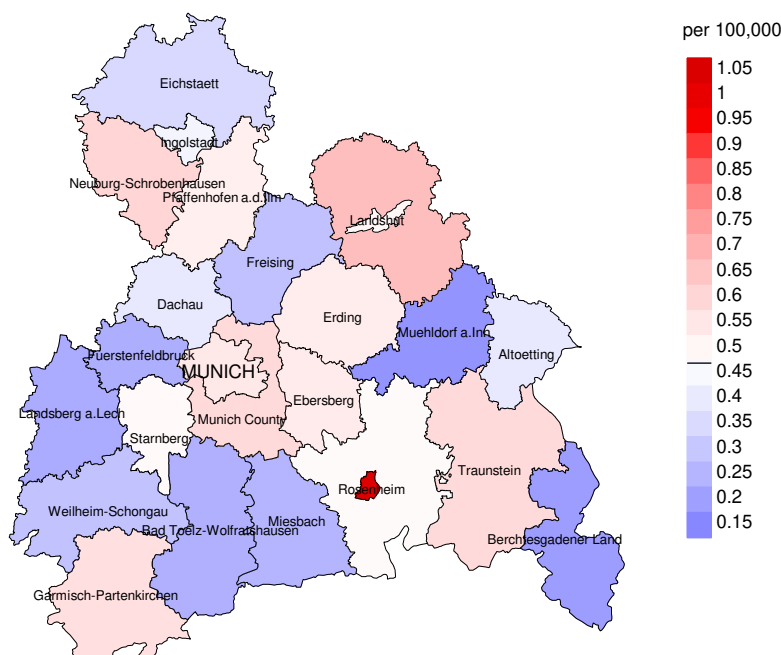 per 100,000
1.05
1
0.95
0.9
0.85
0.8
0.75
0.7
0.65
0.6
0.55
0.5
0.45
0.4
0.35
0.3
0.25
0.2
0.15
Eichstaett
Ingolstadt
Neuburg-Schrobenhausen
Pfaffenhofen a.d.Ilm
Landshut
Freising
Dachau
Erding
Muehldorf a.Inn
Altoetting
Fuerstenfeldbruck
MUNICH
Ebersberg
Landsberg a.Lech
Munich County
Starnberg
Traunstein
Rosenheim
Weilheim-Schongau
Miesbach
Bad Toelz-Wolfratshausen
Berchtesgadener Land
Garmisch-Partenkirchen